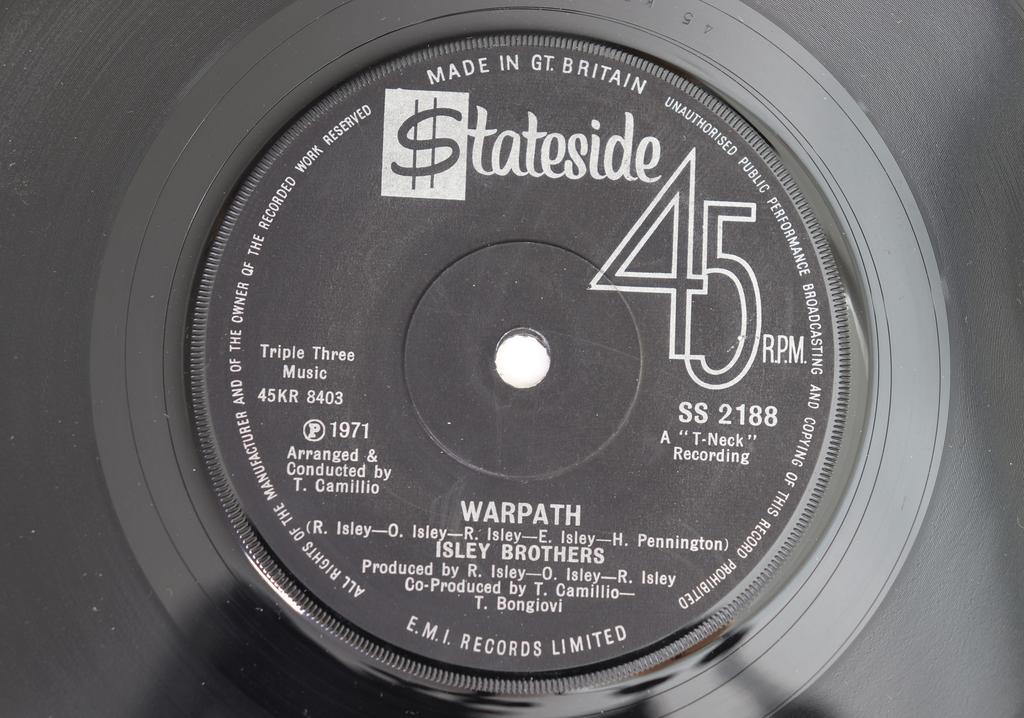 MADE IN GT. BRITAIN
$tateside
45 R.P.M.
UNAUTHORISED PUBLIC PERFORMANCE BROADCASTING AND COPYING OF THIS RECORD PROHIBITED
ALL RIGHTS OF THE MANUFACTURER AND OF THE OWNER OF THE RECORDED WORK RESERVED
Triple Three
Music
45KR 8403
Ⓟ 1971
Arranged &
Conducted by
T. Camillio
SS 2188
A "T-Neck"
Recording
WARPATH
(R. Isley—O. Isley—R. Isley—E. Isley—H. Pennington)
ISLEY BROTHERS
Produced by R. Isley—O. Isley—R. Isley
Co-Produced by T. Camillio—
T. Bongiovi
E.M.I. RECORDS LIMITED